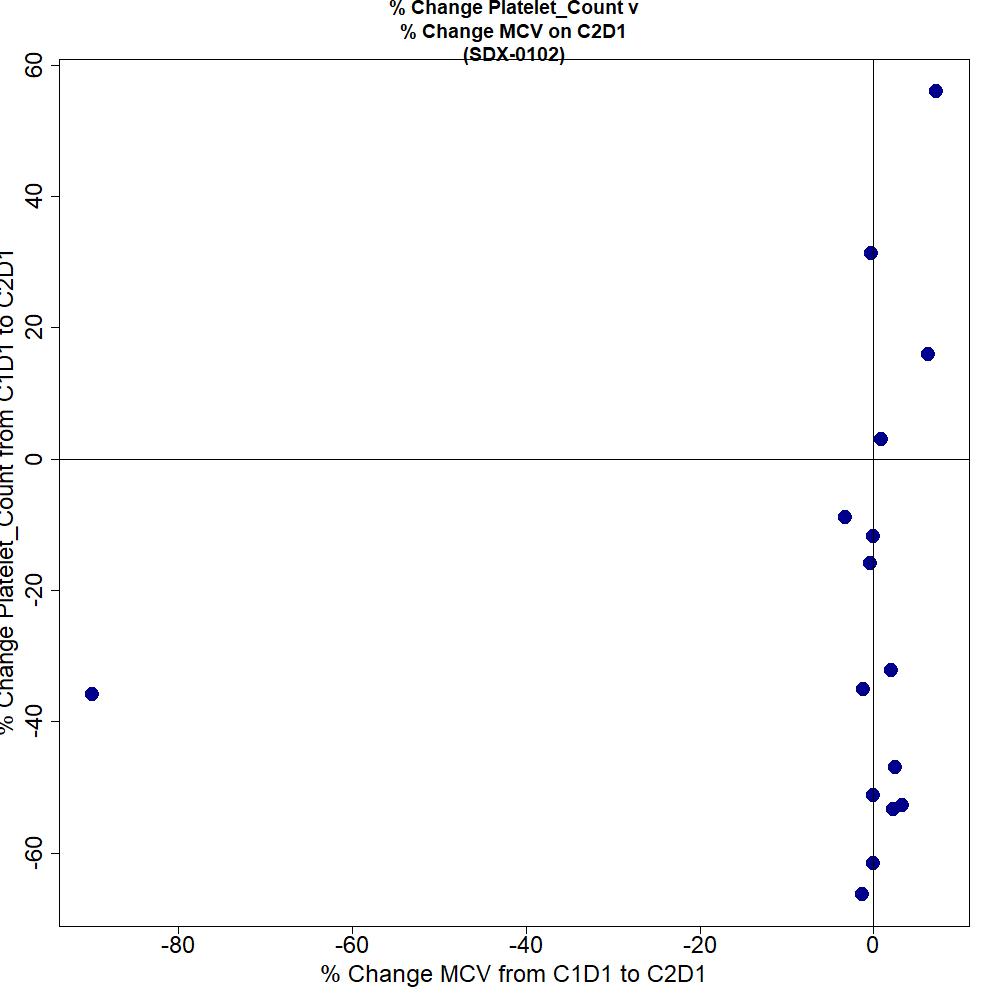 % Change Platelet_Count v
% Change MCV on C2D1
(SDX-0102)
% Change Platelet_Count from C1D1 to C2D1
60
40
20
0
-20
-40
-60
-80
-60
-40
-20
0
% Change MCV from C1D1 to C2D1